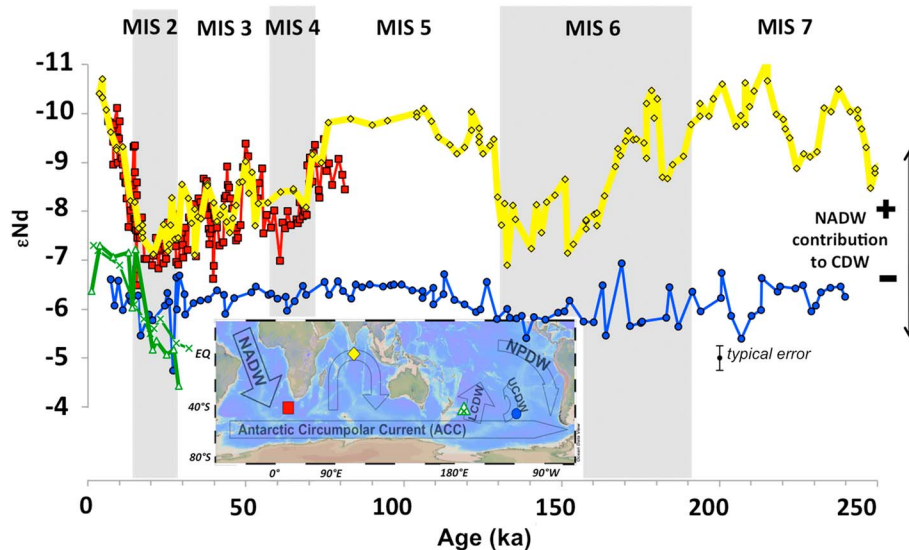 MIS 2 MIS 3 MIS 4 MIS 5 MIS 6 MIS 7
-11
-10
-9
-8
-7
-6
-5
-4
εNd
+
NADW
contribution
to CDW
-
typical error
EQ
40°S
80°S
NADW
NPDW
LCDW
UCDW
Antarctic Circumpolar Current (ACC)
0° 90°E 180°E 90°W
0 50 100 150 200 250
Age (ka)